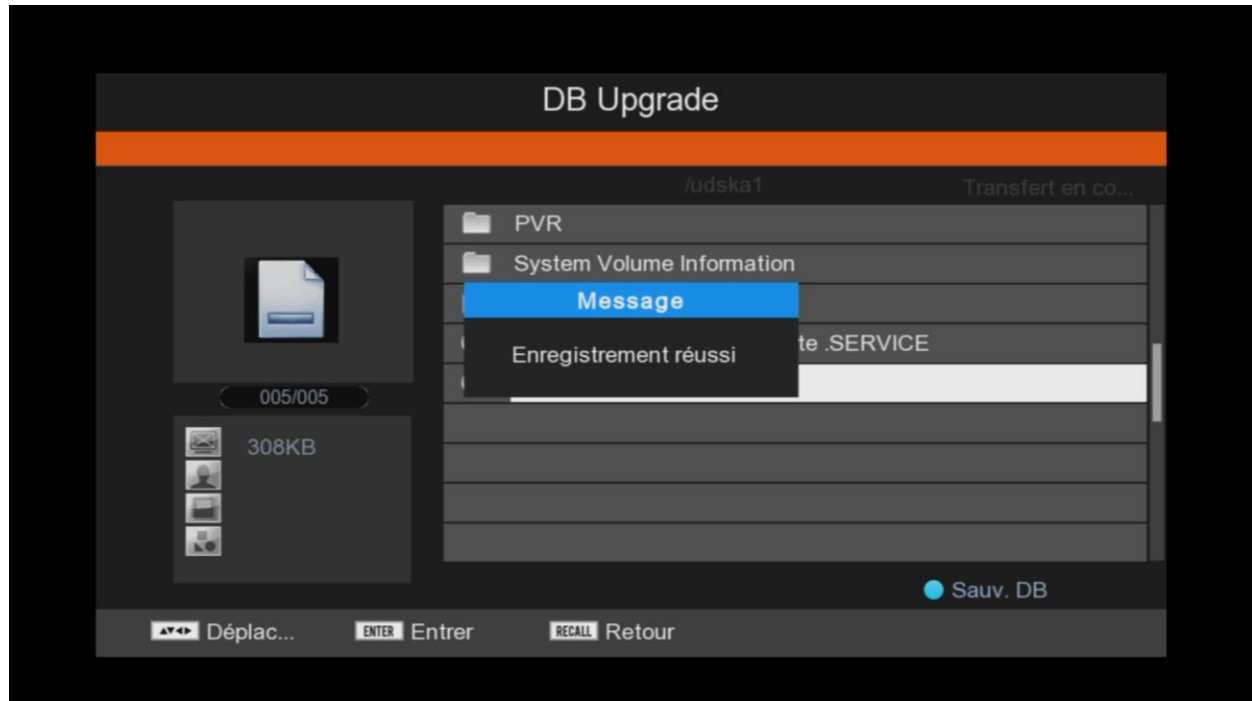 DB Upgrade
/udska1
Transfert en co...
PVR
System Volume Information
Message
te .SERVICE
Enregistrement réussi
005/005
308KB
Sauv. DB
Déplac...
ENTER Entrer
RECALL Retour